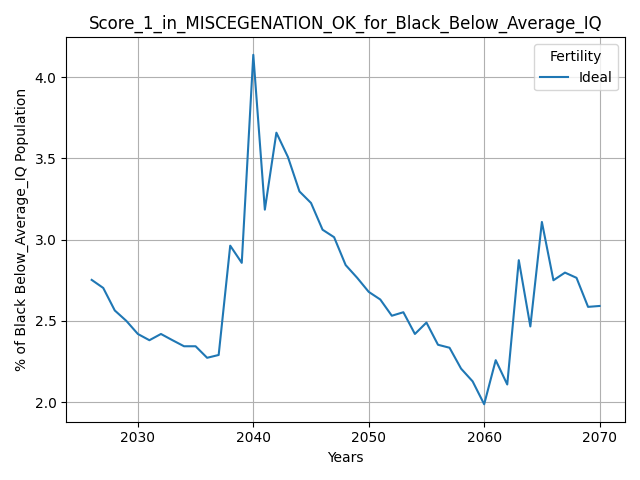 Score_1_in_MISCEGENATION_OK_for_Black_Below_Average_IQ
Fertility
Ideal
% of Black Below_Average_IQ Population
4.0
3.5
3.0
2.5
2.0
2030 2040 2050 2060 2070
Years